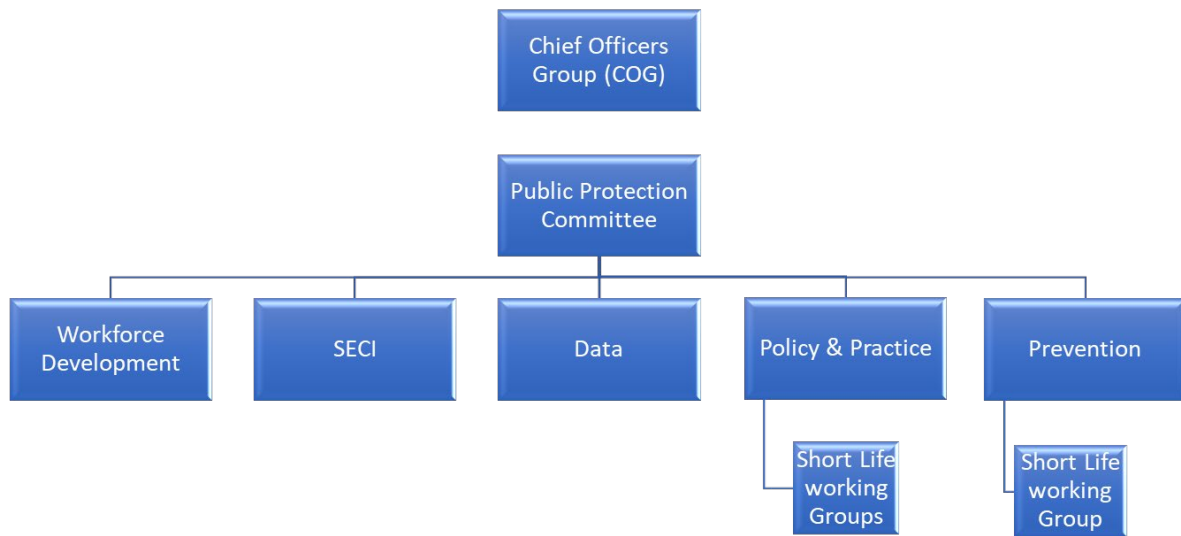 Chief Officers
Group (COG)
Public Protection
Committee
Workforce
Development
SECI
Data
Policy & Practice
Prevention
Short Life
working
Groups
Short Life
working
Group